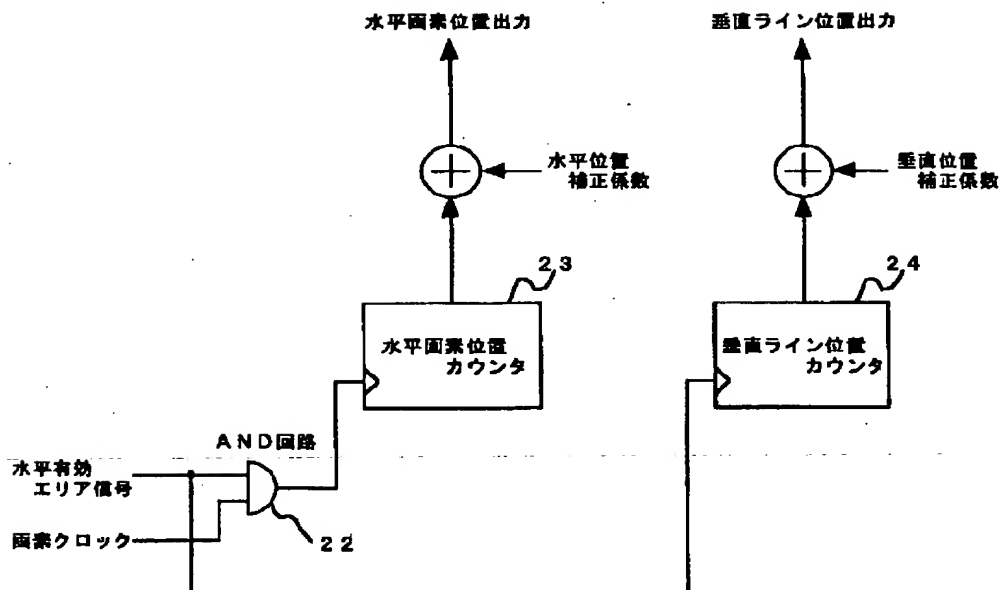 水平画素位置出力
垂直ライン位置出力
水平位置
補正係数
垂直位置
補正係数
23
24
水平画素位置
カウンタ
垂直ライン位置
カウンタ
AND回路
水平有効
エリア信号
画素クロック
22